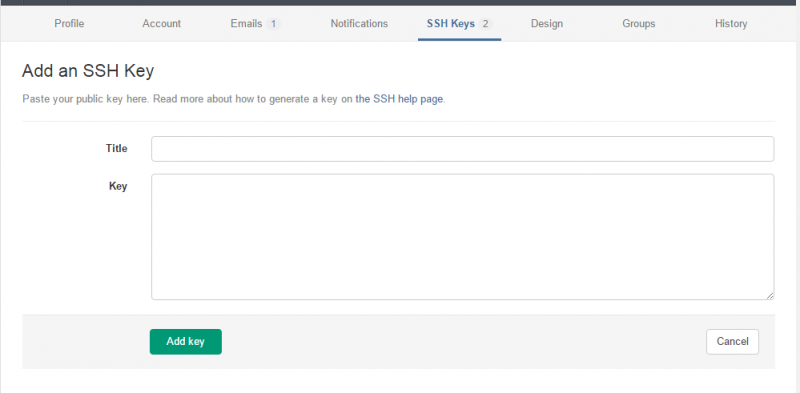 Profile Account Emails 1 Notifications SSH Keys 2 Design Groups History
Add an SSH Key
Paste your public key here. Read more about how to generate a key on the SSH help page.
Title
Key
Add key Cancel